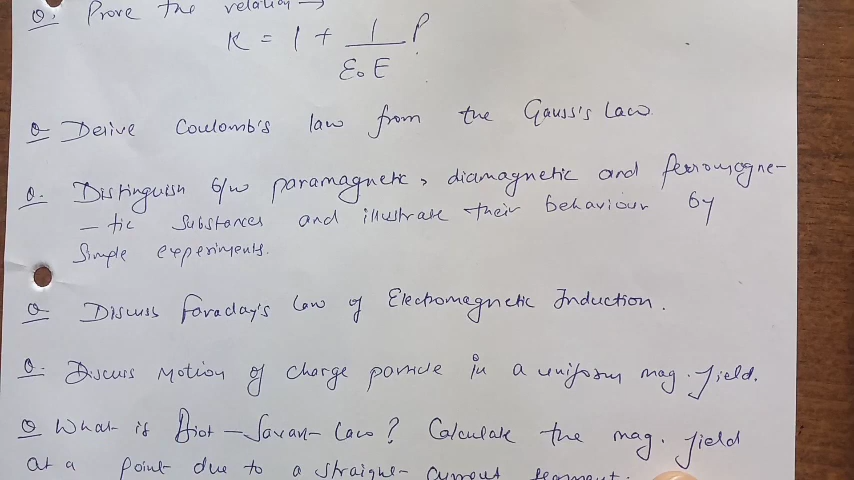 Q. Prove the relation →
K = 1 + 1/ε₀E P
Q Derive Coulomb's law from the Gauss's Law.
Q. Distinguish b/w paramagnetic, diamagnetic and ferromagne-
- tic Substances and illustrate their behaviour by
Simple experiments.
Q Discuss Faraday's Law of Electromagnetic Induction.
Q. Discuss Motion of charge particle in a uniform mag. field.
Q What is Biot-Savart Law? Calculate the mag. field
at a point due to a straight current segment.